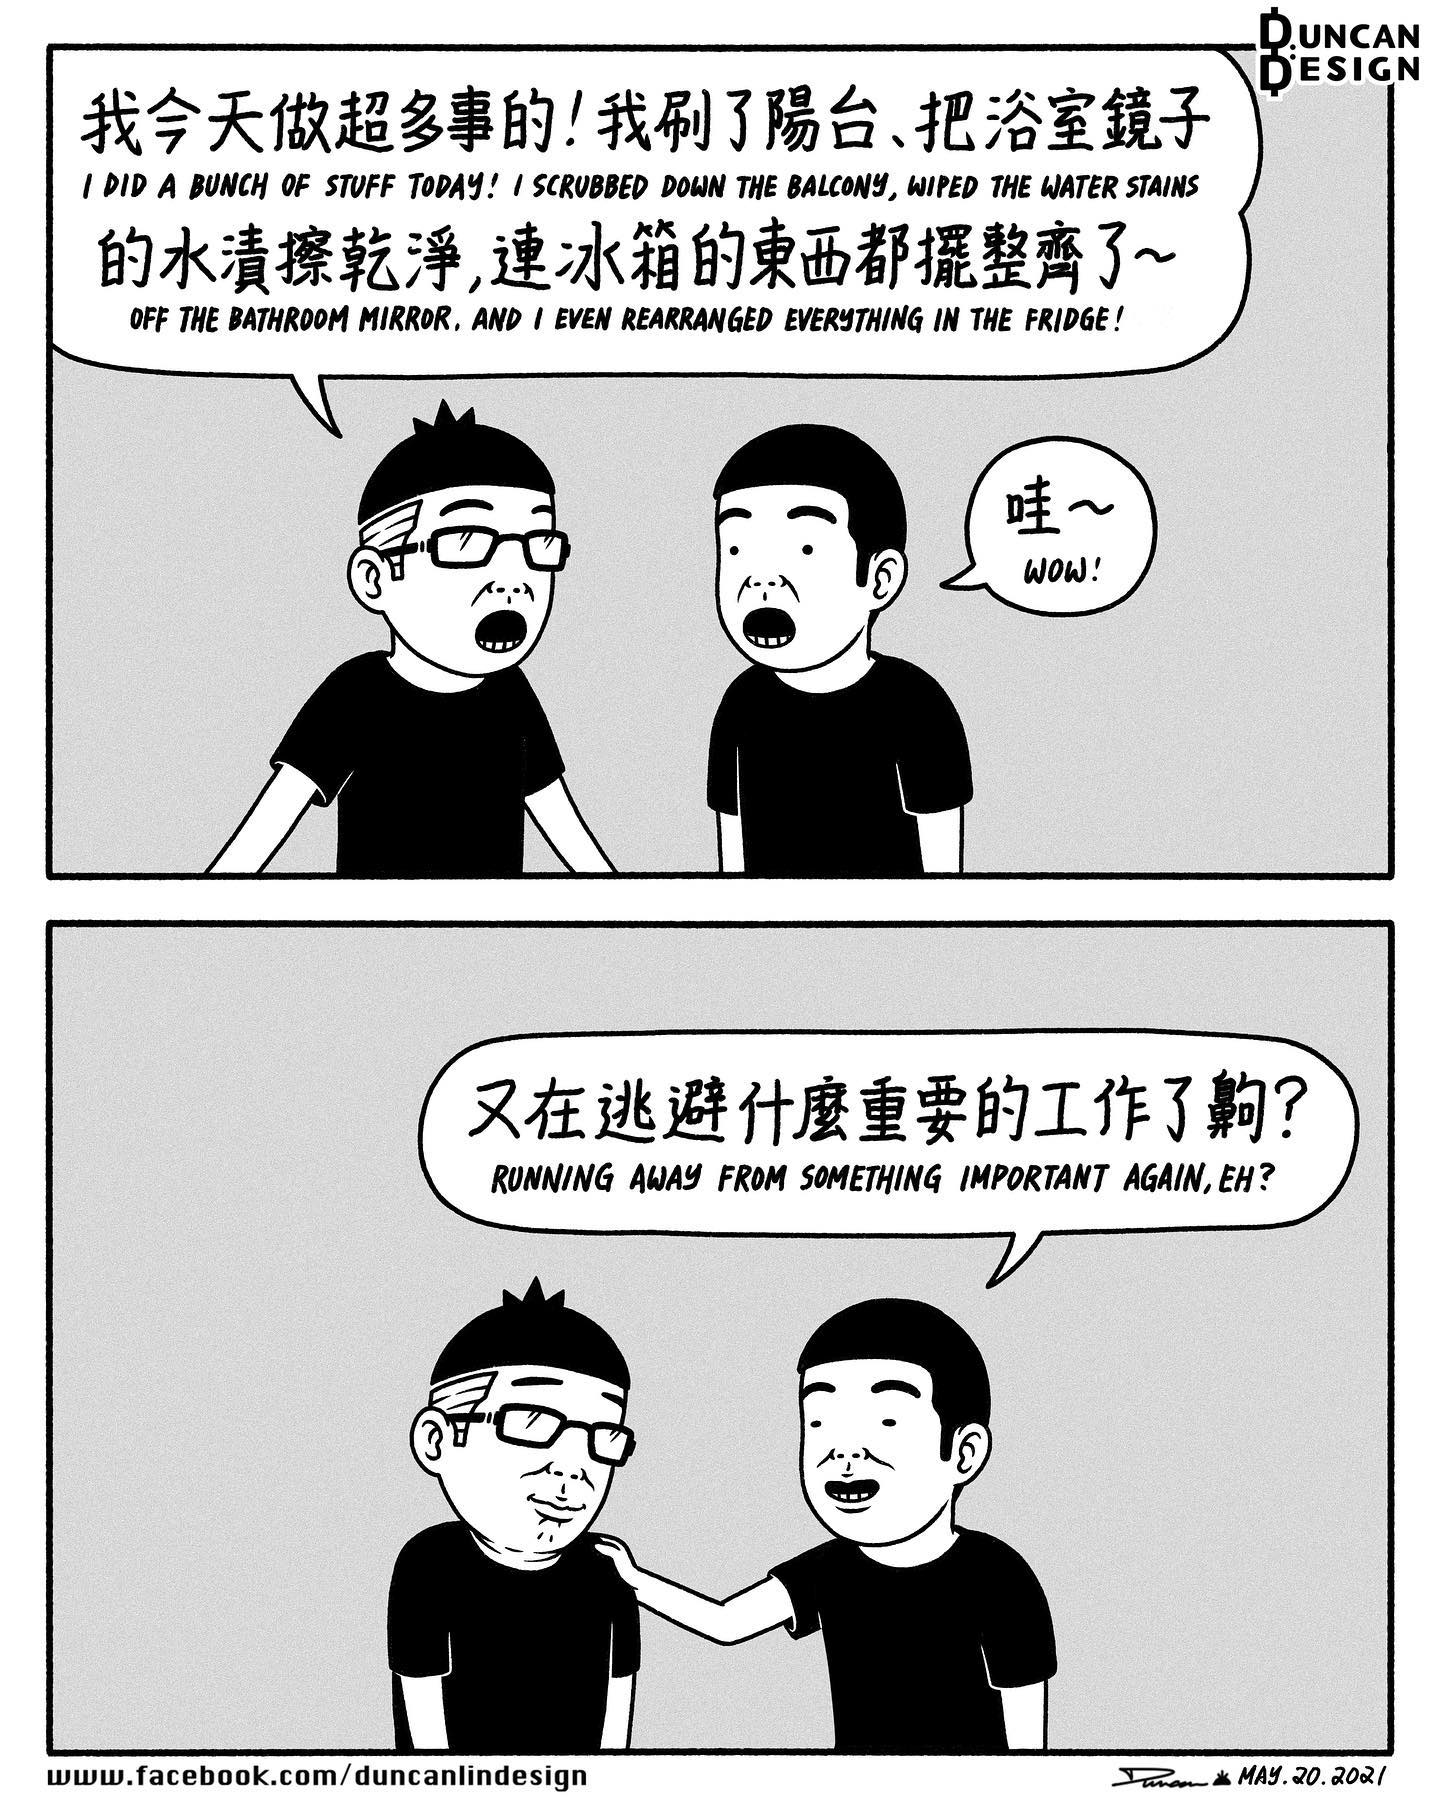 DUNCAN
DESIGN
我今天做超多事的！我刷了陽台、把浴室鏡子
I DID A BUNCH OF STUFF TODAY! I SCRUBBED DOWN THE BALCONY, WIPED THE WATER STAINS
的水漬擦乾淨，連冰箱的東西都擺整齊了～
OFF THE BATHROOM MIRROR. AND I EVEN REARRANGED EVERYTHING IN THE FRIDGE!
哇～
WOW!
又在逃避什麼重要的工作了齁？
RUNNING AWAY FROM SOMETHING IMPORTANT AGAIN, EH?
www.facebook.com/duncanlindesign
Duncan MAY.20.2021